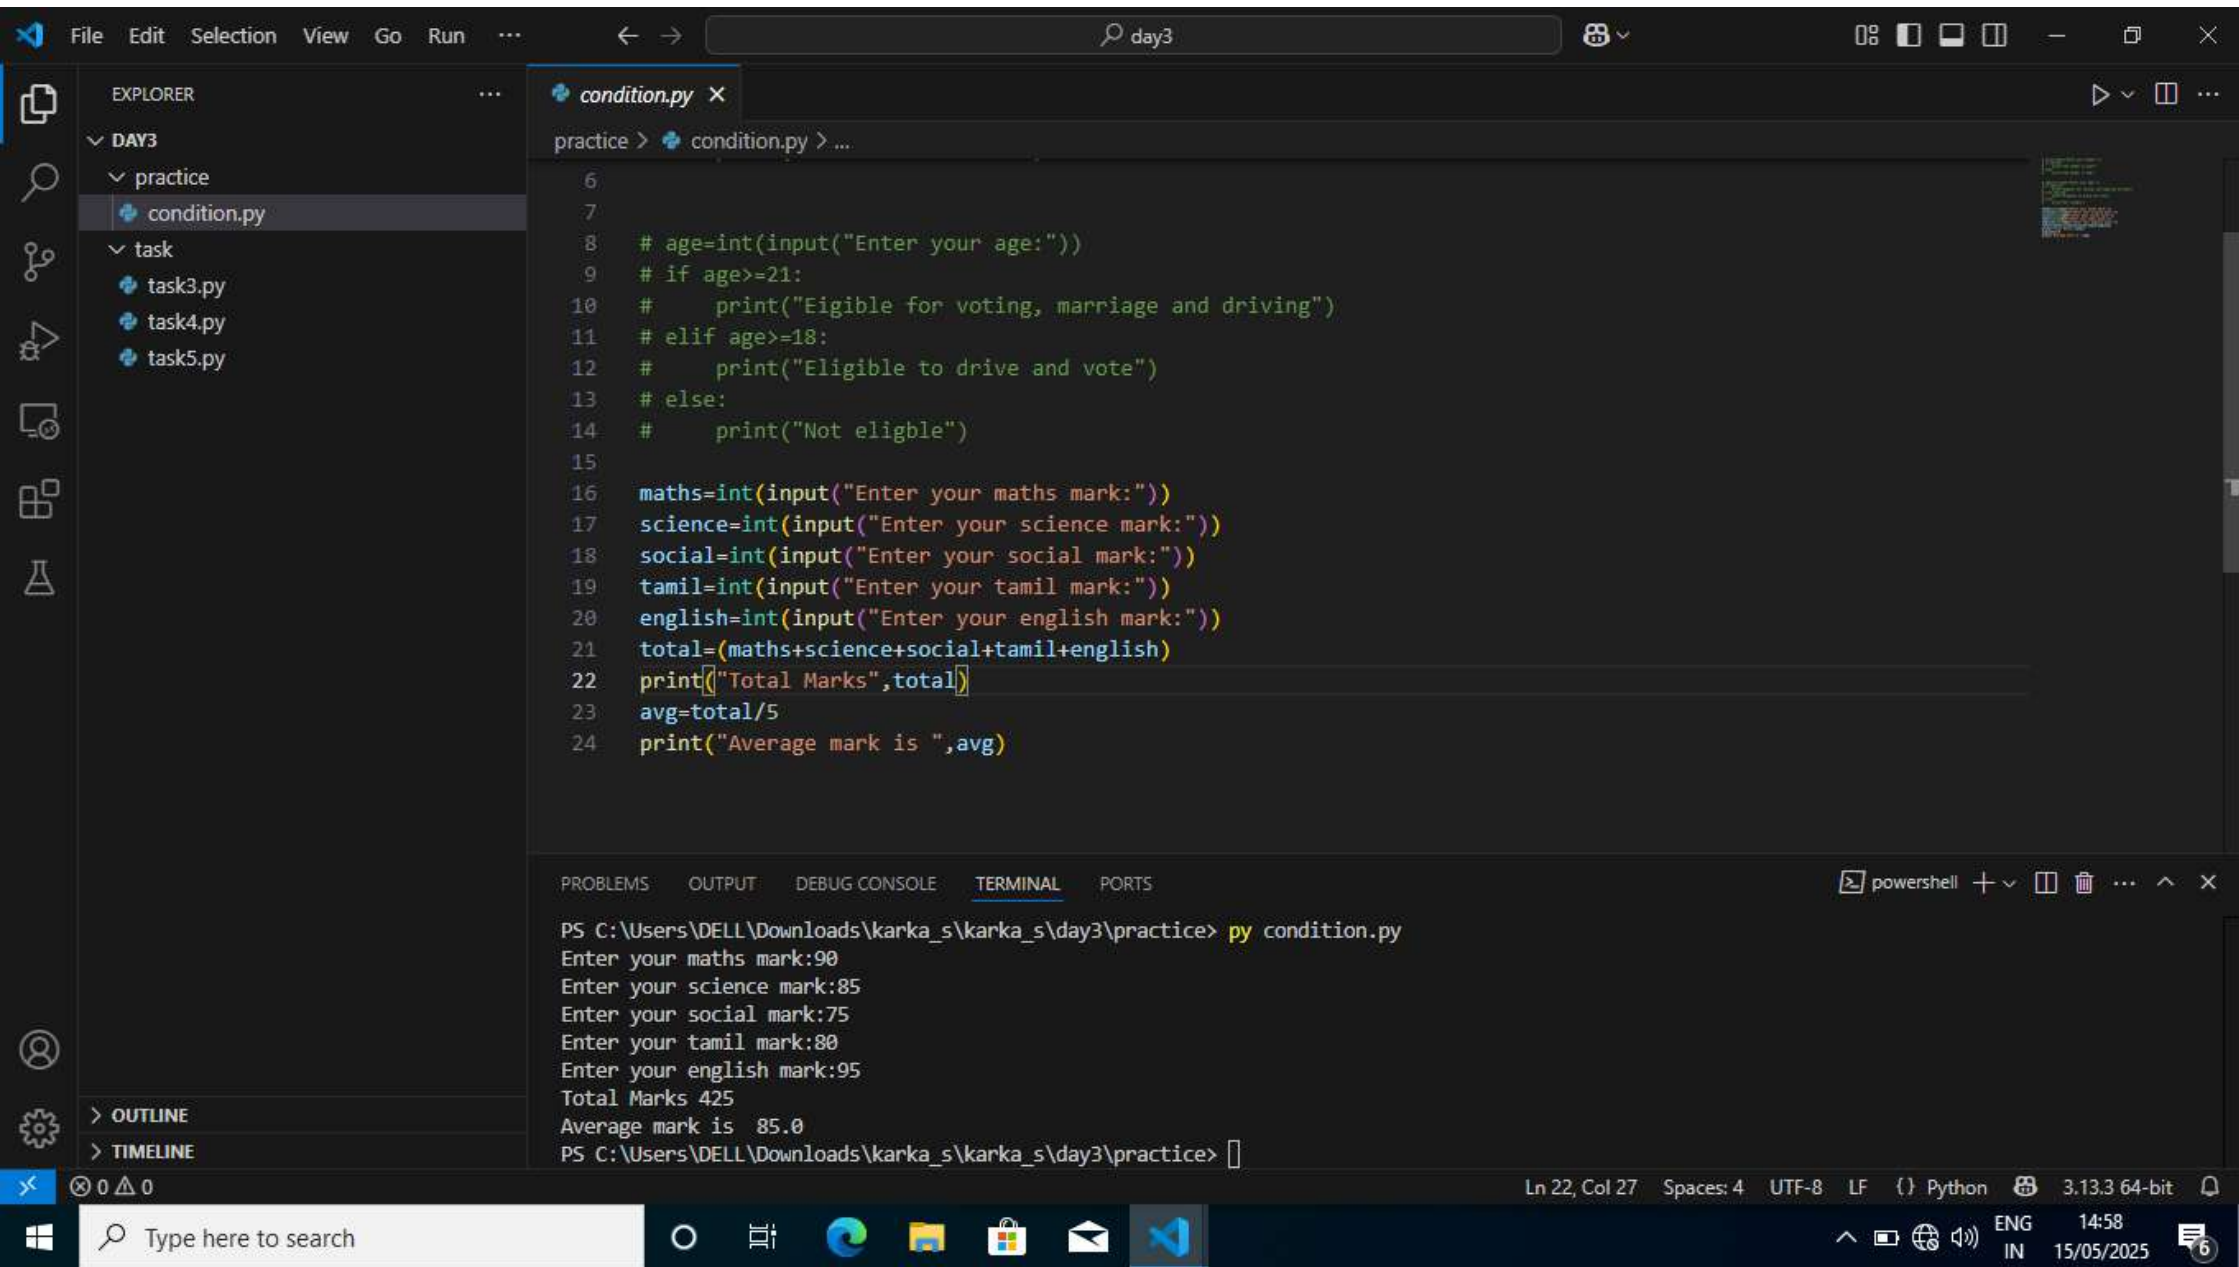 File Edit Selection View Go Run ··· day3
EXPLORER ···
DAY3
practice
condition.py
task
task3.py
task4.py
task5.py
OUTLINE
TIMELINE
condition.py
practice > condition.py > ...
6
7
8 # age=int(input("Enter your age:"))
9 # if age>=21:
10 #     print("Eigible for voting, marriage and driving")
11 # elif age>=18:
12 #     print("Eligible to drive and vote")
13 # else:
14 #     print("Not eligble")
15
16 maths=int(input("Enter your maths mark:"))
17 science=int(input("Enter your science mark:"))
18 social=int(input("Enter your social mark:"))
19 tamil=int(input("Enter your tamil mark:"))
20 english=int(input("Enter your english mark:"))
21 total=(maths+science+social+tamil+english)
22 print("Total Marks",total)
23 avg=total/5
24 print("Average mark is ",avg)
PROBLEMS OUTPUT DEBUG CONSOLE TERMINAL PORTS powershell
PS C:\Users\DELL\Downloads\karka_s\karka_s\day3\practice> py condition.py
Enter your maths mark:90
Enter your science mark:85
Enter your social mark:75
Enter your tamil mark:80
Enter your english mark:95
Total Marks 425
Average mark is  85.0
PS C:\Users\DELL\Downloads\karka_s\karka_s\day3\practice>
0 0 Ln 22, Col 27 Spaces: 4 UTF-8 LF {} Python 3.13.3 64-bit
Type here to search ENG 14:58
IN 15/05/2025 6